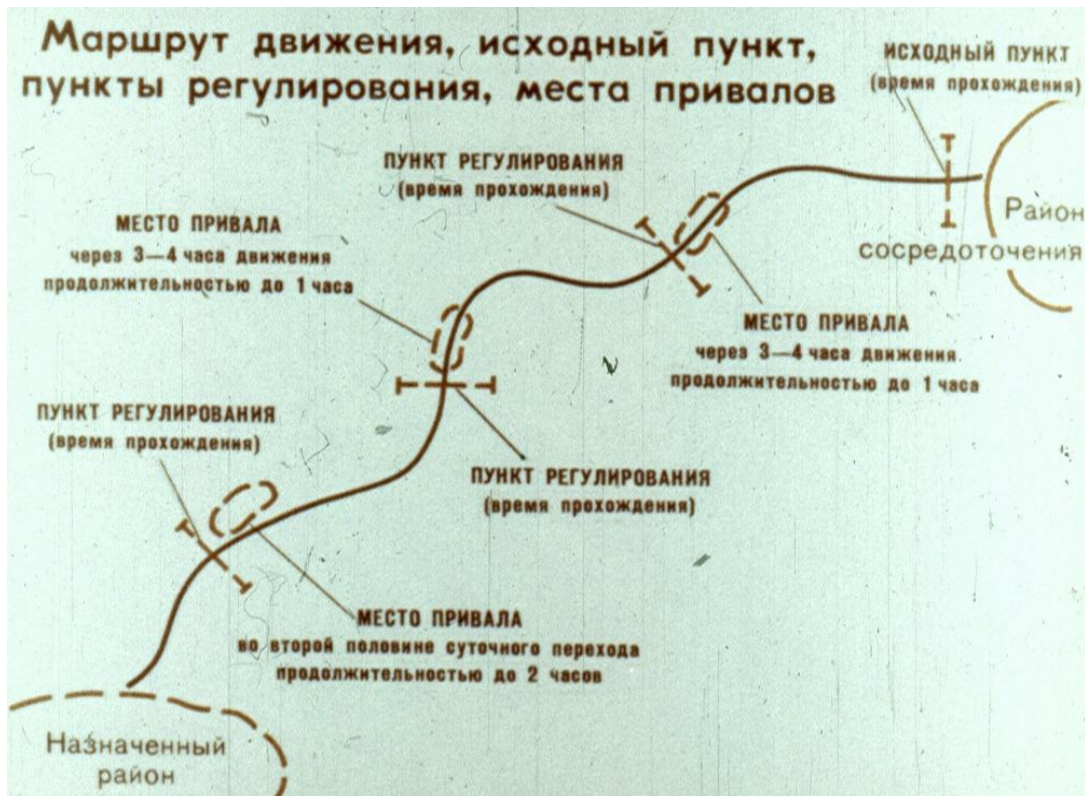 Маршрут движения, исходный пункт,
пункты регулирования, места привалов
ИСХОДНЫЙ ПУНКТ
(время прохождения)
ПУНКТ РЕГУЛИРОВАНИЯ
(время прохождения)
Район
сосредоточения
МЕСТО ПРИВАЛА
через 3—4 часа движения
продолжительностью до 1 часа
МЕСТО ПРИВАЛА
через 3—4 часа движения.
продолжительностью до 1 часа
ПУНКТ РЕГУЛИРОВАНИЯ
(время прохождения)
ПУНКТ РЕГУЛИРОВАНИЯ
(время прохождения)
МЕСТО ПРИВАЛА
во второй половине суточного перехода
продолжительностью до 2 часов
Назначенный
район